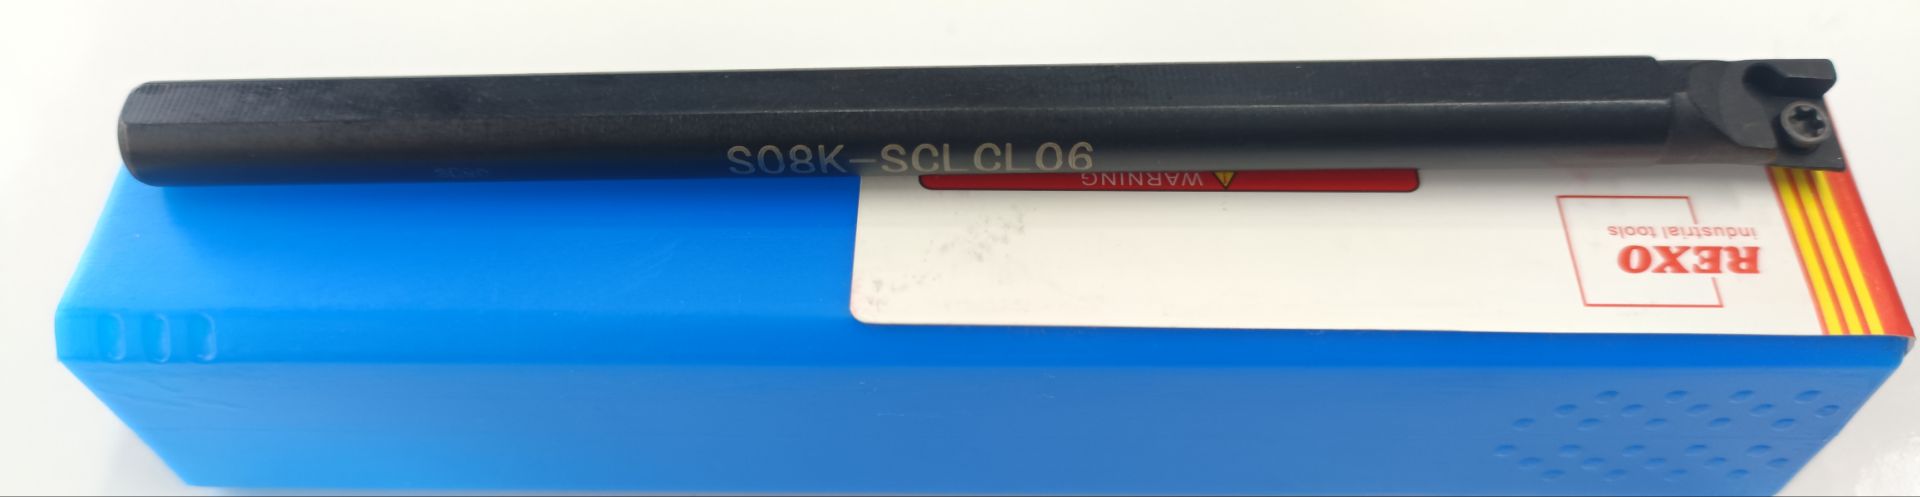 S08K-SCLCL06
WARNING
REXO
industrial tools